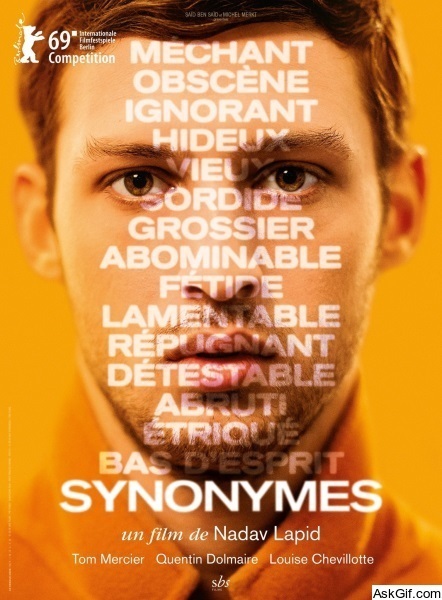 SAÏD BEN SAÏD et MICHEL MERKT
69 Internationale
Filmfestspiele
Berlin
Competition
MÉCHANT
OBSCÈNE
IGNORANT
HIDEUX
VIEUX
SORDIDE
GROSSIER
ABOMINABLE
FÉTIDE
LAMENTABLE
RÉPUGNANT
DÉTESTABLE
ABRUTI
ÉTRIQUÉ
BAS D'ESPRIT
SYNONYMES
un film de Nadav Lapid
Tom Mercier Quentin Dolmaire Louise Chevillotte
sbs
FILMS
AskGif.com